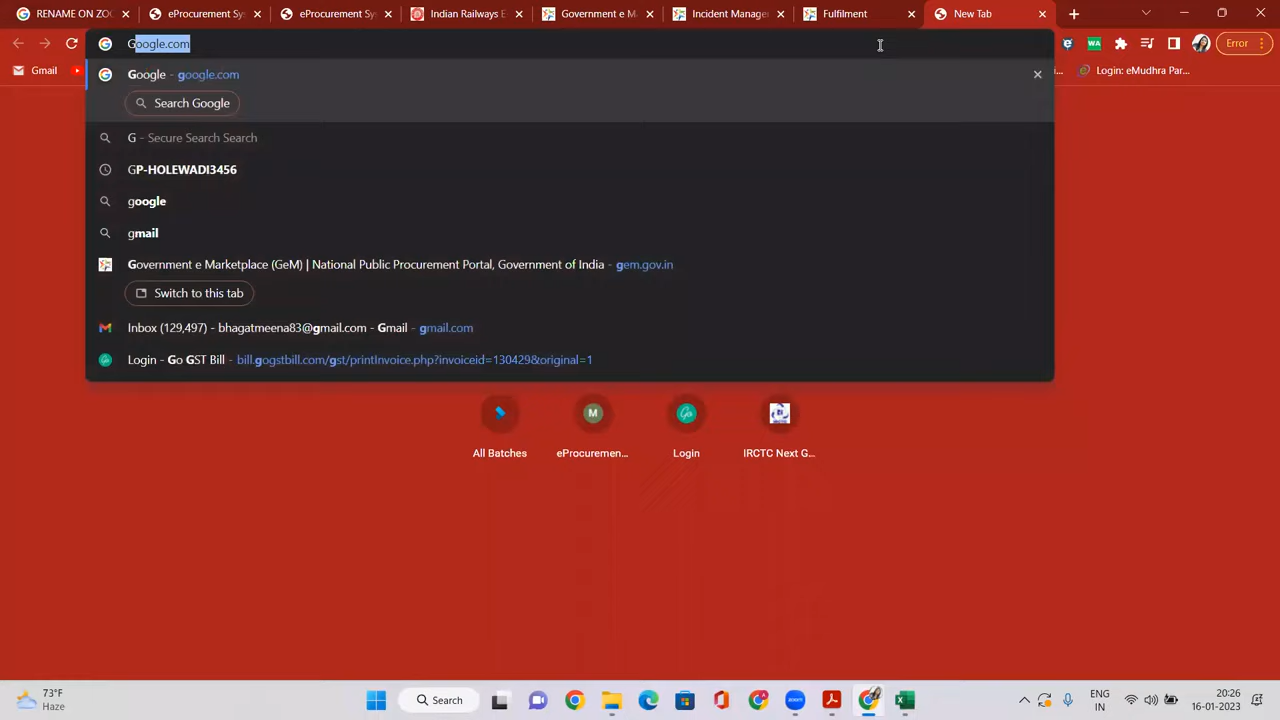 RENAME ON ZOO
eProcurement Sy
eProcurement Sy
Indian Railways E
Government e M
Incident Manage
Fulfilment
New Tab
Google.com
WA
Error
Gmail
Google - google.com
Login: eMudhra Par...
Search Google
G - Secure Search Search
GP-HOLEWADI3456
google
gmail
Government e Marketplace (GeM) | National Public Procurement Portal, Government of India - gem.gov.in
Switch to this tab
Inbox (129,497) - bhagatmeena83@gmail.com - Gmail - gmail.com
Login - Go GST Bill - bill.gogstbill.com/gst/printInvoice.php?invoiceid=130429&original=1
M
Go
All Batches
eProcuremen...
Login
IRCTC Next G...
73°F
Haze
Search
zoom
ENG
IN
20:26
16-01-2023